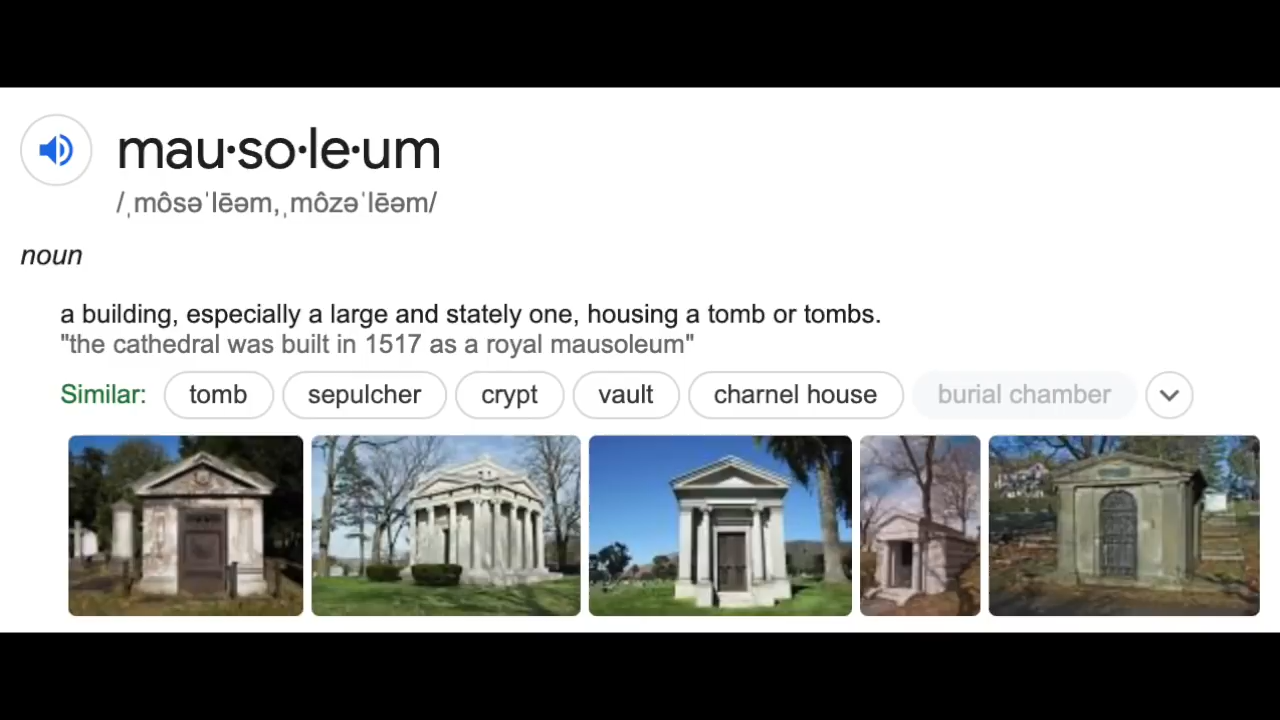 mau·so·le·um
/ˌmôsəˈlēəm,ˌmôzəˈlēəm/
noun
a building, especially a large and stately one, housing a tomb or tombs.
"the cathedral was built in 1517 as a royal mausoleum"
Similar: tomb sepulcher crypt vault charnel house burial chamber